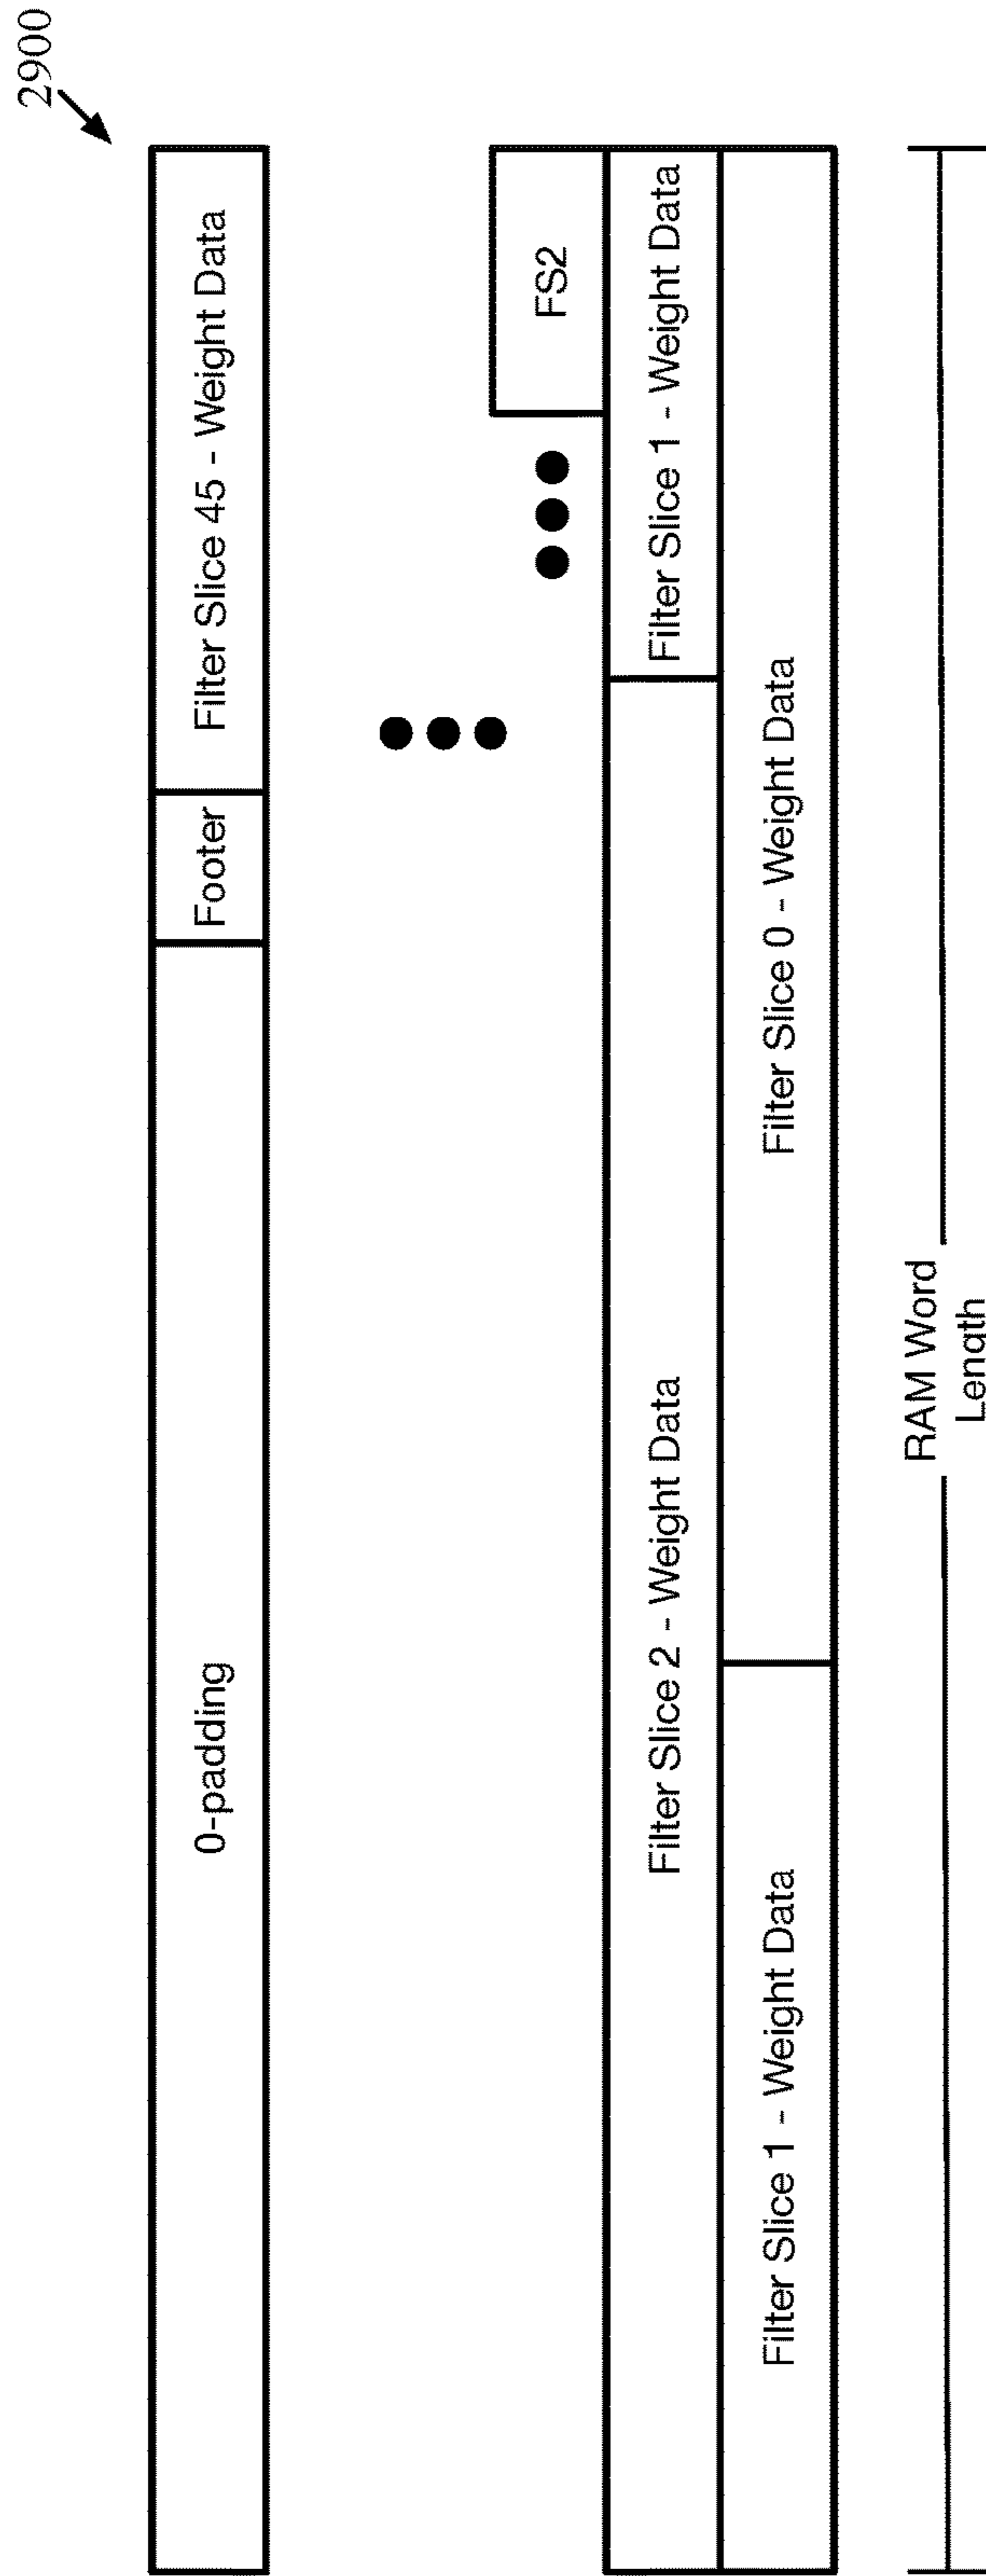 2900
0-padding
Footer
Filter Slice 45 - Weight Data
FS2
Filter Slice 2 - Weight Data
Filter Slice 1 - Weight Data
Filter Slice 1 - Weight Data
Filter Slice 0 - Weight Data
RAM Word
Length